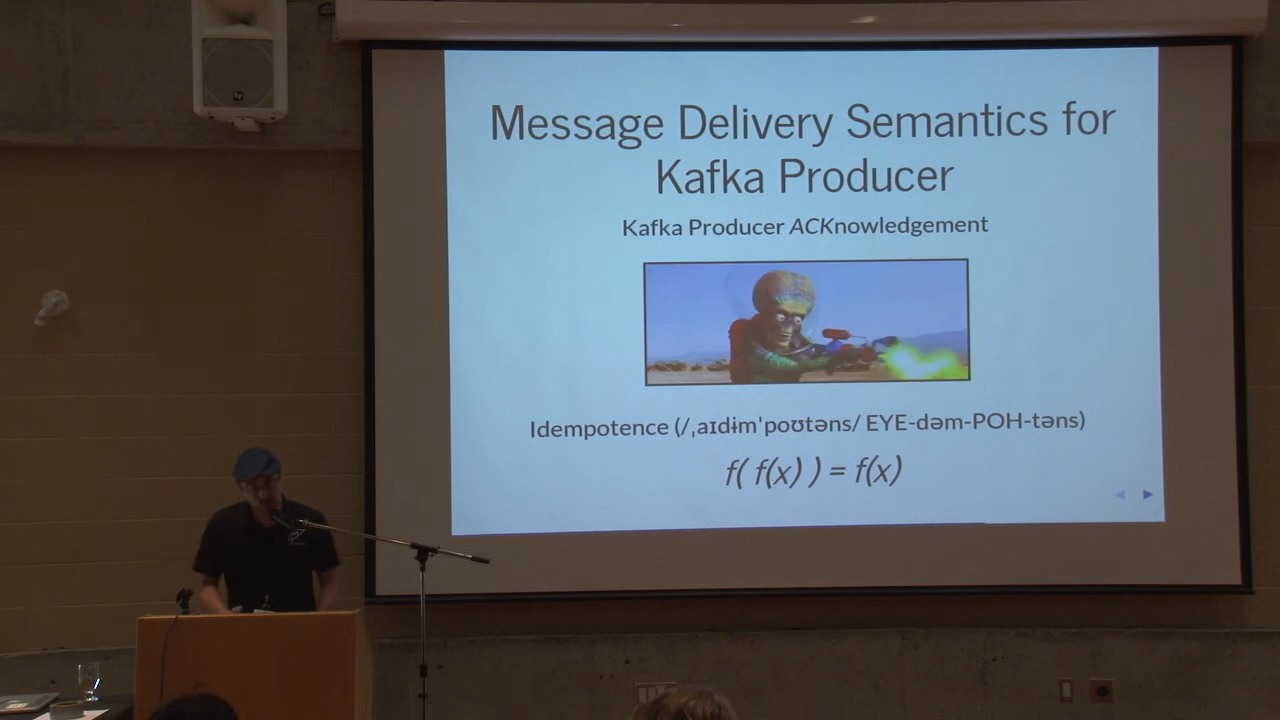 Message Delivery Semantics for
Kafka Producer
Kafka Producer ACKnowledgement
Idempotence (/ˌaɪdɨmˈpoʊtəns/ EYE-dəm-POH-təns)
f( f(x) ) = f(x)